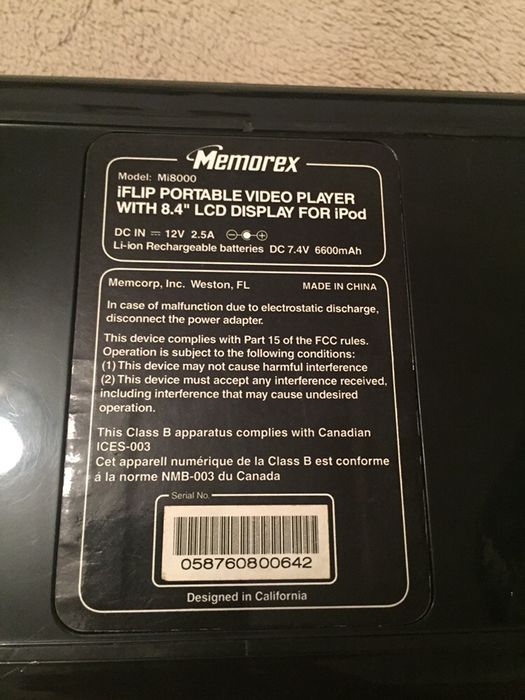 Memorex
Model: Mi8000
iFLIP PORTABLE VIDEO PLAYER
WITH 8.4" LCD DISPLAY FOR iPod
DC IN ⎓ 12V 2.5A
Li-ion Rechargeable batteries DC 7.4V 6600mAh
Memcorp, Inc. Weston, FL MADE IN CHINA
In case of malfunction due to electrostatic discharge,
disconnect the power adapter.
This device complies with Part 15 of the FCC rules.
Operation is subject to the following conditions:
(1) This device may not cause harmful interference
(2) This device must accept any interference received,
including interference that may cause undesired
operation.
This Class B apparatus complies with Canadian
ICES-003
Cet appareil numérique de la Class B est conforme
á la norme NMB-003 du Canada
Serial No.
058760800642
Designed in California